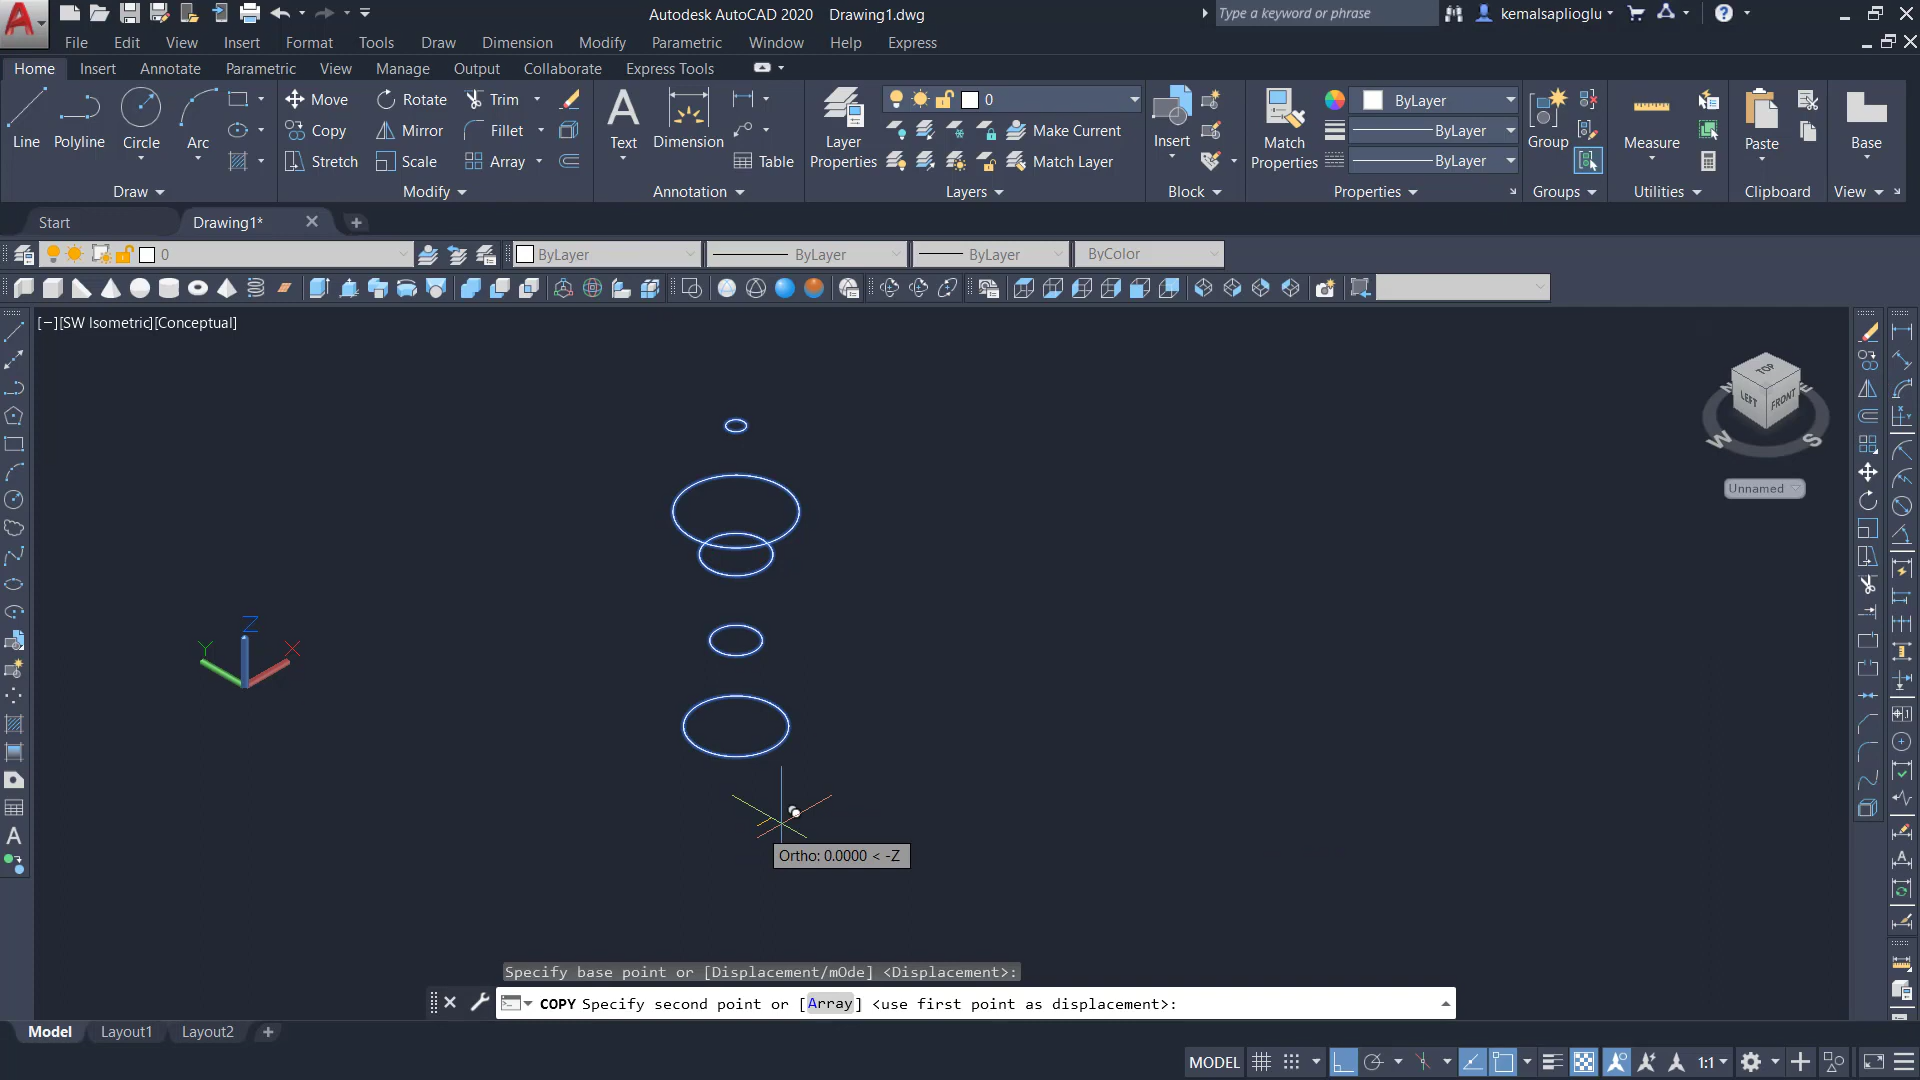 Autodesk AutoCAD 2020 Drawing1.dwg
Type a keyword or phrase
kemalsaplioglu
File Edit View Insert Format Tools Draw Dimension Modify Parametric Window Help Express
Home Insert Annotate Parametric View Manage Output Collaborate Express Tools
Line Polyline Circle Arc
Move Rotate Trim
Copy Mirror Fillet
Stretch Scale Array
Text Dimension Table
Layer Properties
0
Make Current
Match Layer
Insert
Match Properties
ByLayer
ByLayer
ByLayer
Group
Measure
Paste
Base
Draw Modify Annotation Layers Block Properties Groups Utilities Clipboard View
Start Drawing1*
0 ByLayer ByLayer ByLayer ByColor
[−][SW Isometric][Conceptual]
TOP
LEFT FRONT
N E
W S
Unnamed
Z
Y X
Ortho: 0.0000 < -Z
Specify base point or [Displacement/mOde] <Displacement>:
COPY Specify second point or [Array] <use first point as displacement>:
Model Layout1 Layout2
MODEL 1:1